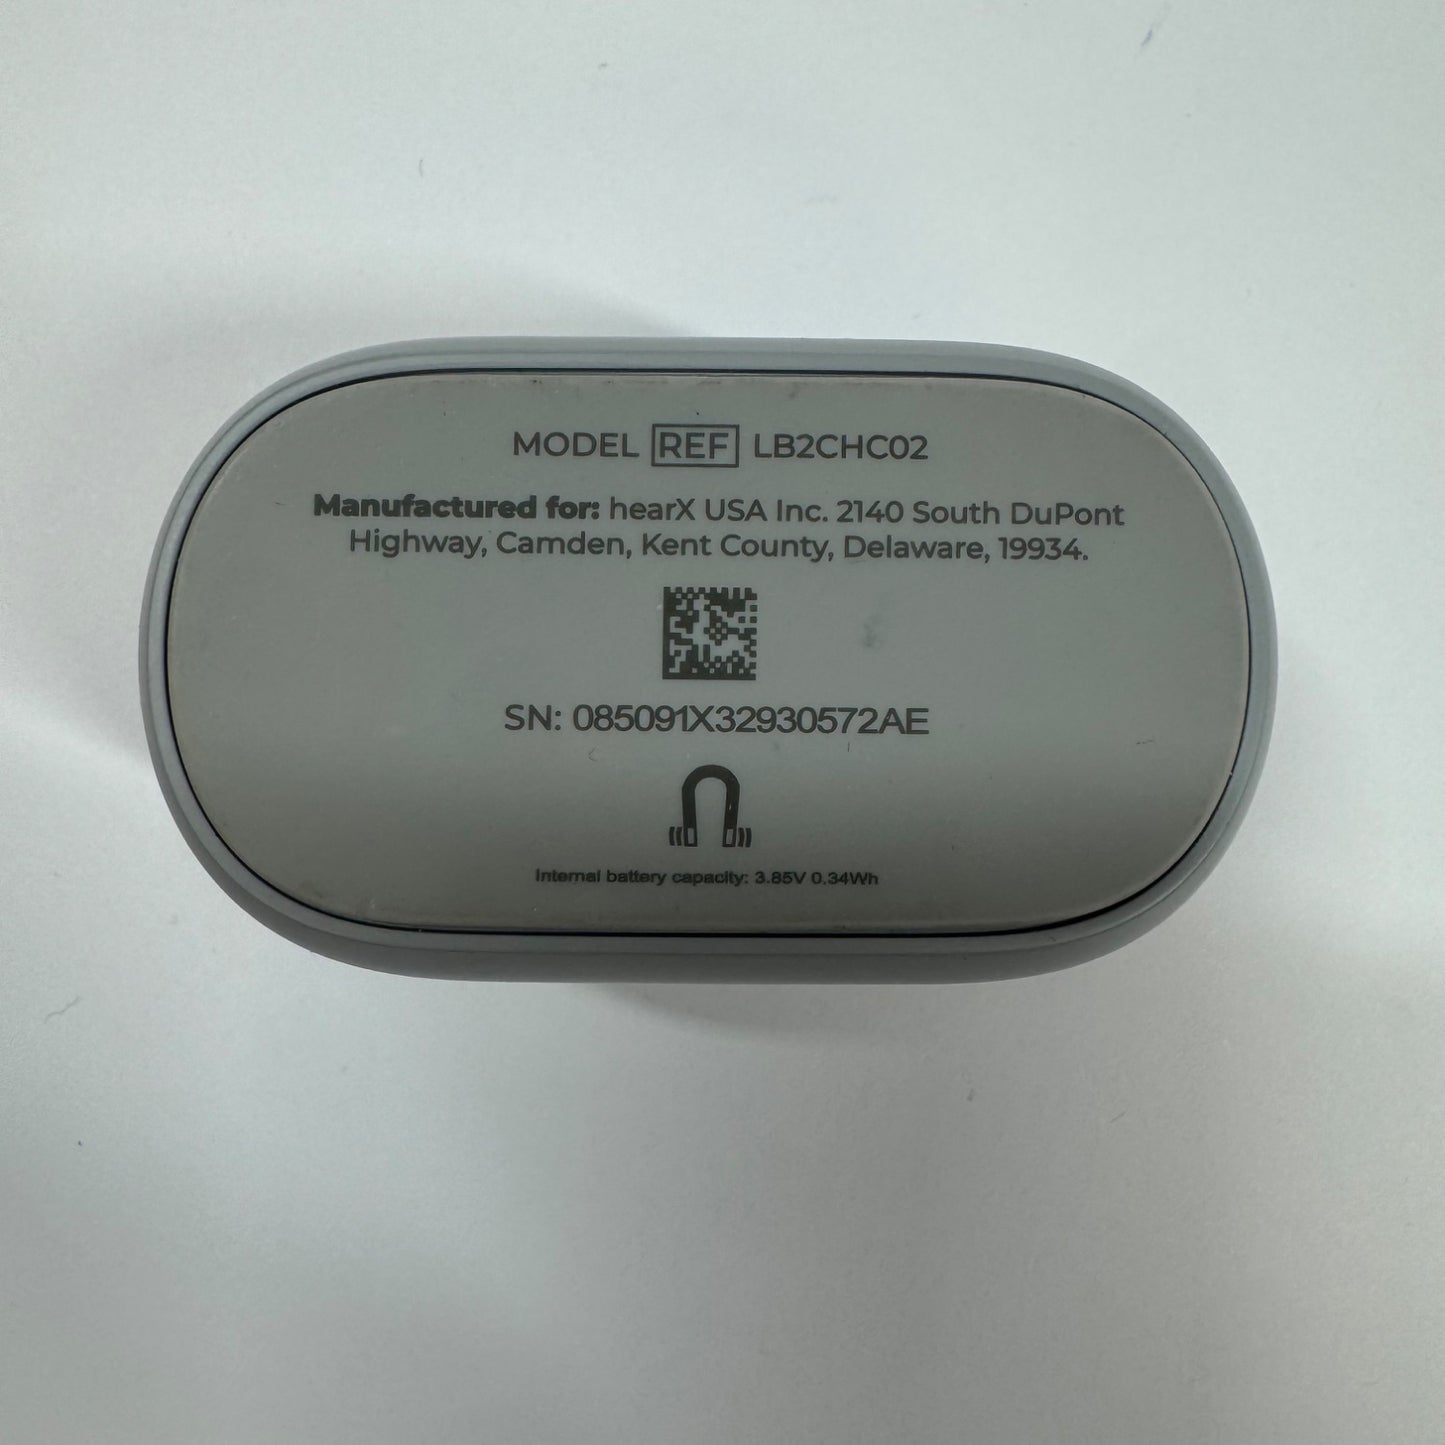 MODEL REF LB2CHC02
Manufactured for: hearX USA Inc. 2140 South DuPont
Highway, Camden, Kent County, Delaware, 19934.
SN: 085091X32930572AE
Internal battery capacity: 3.85V 0.34Wh